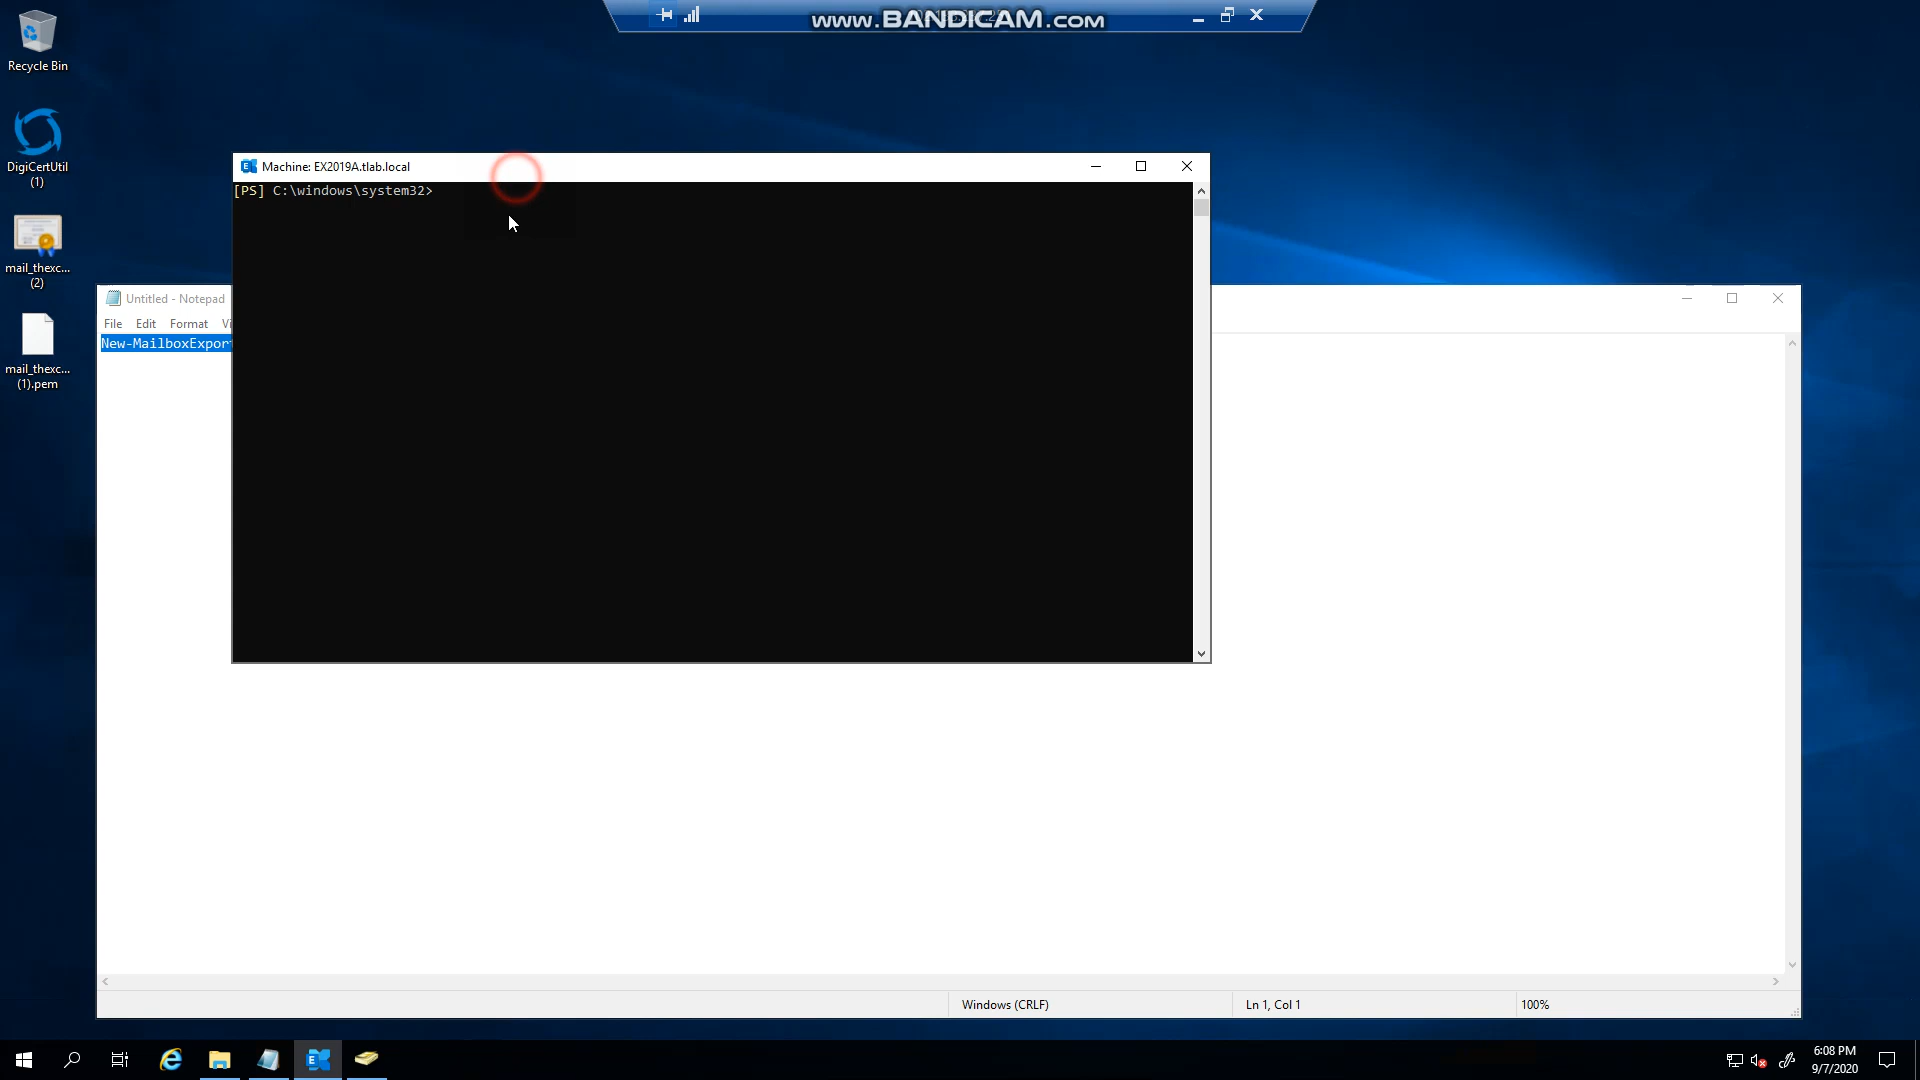 www.BANDICAM.com
Recycle Bin
DigiCertUtil
(1)
mail_thexc...
(2)
mail_thexc...
(1).pem
Machine: EX2019A.tlab.local
[PS] C:\windows\system32>
Untitled - Notepad
File Edit Format Vi
New-MailboxExport
Windows (CRLF)
Ln 1, Col 1
100%
6:08 PM
9/7/2020